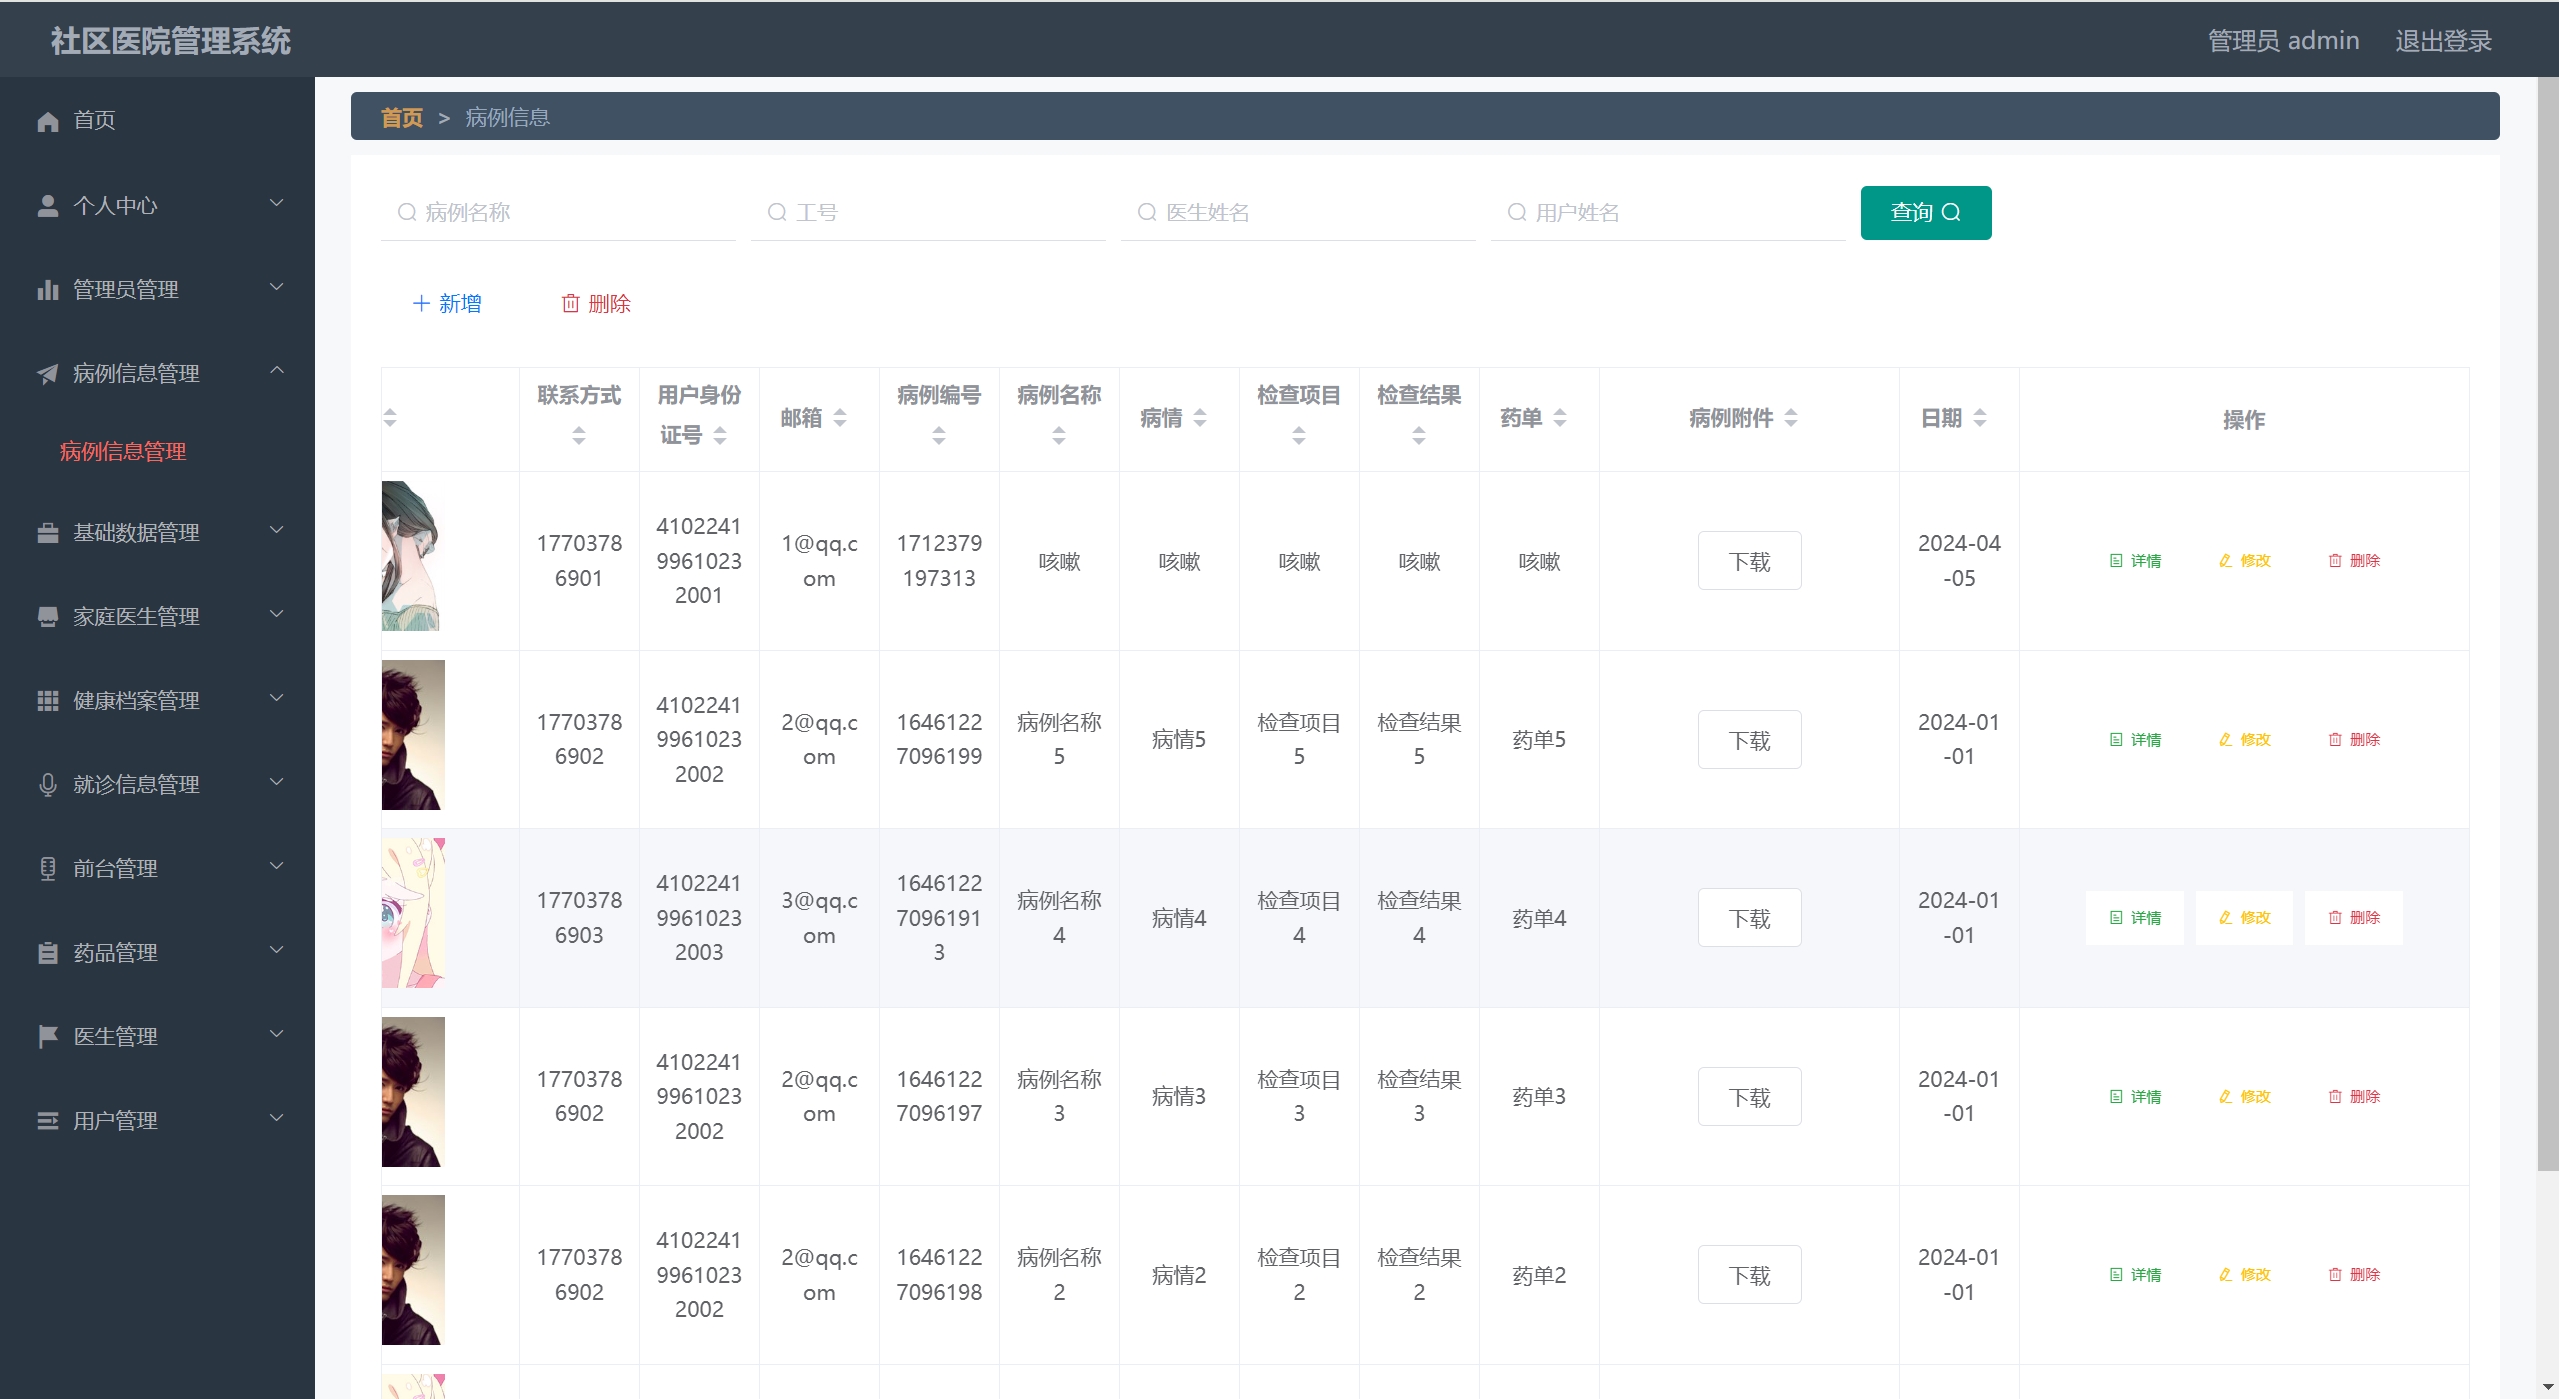 社区医院管理系统
管理员 admin 退出登录
首页
个人中心
管理员管理
病例信息管理
病例信息管理
基础数据管理
家庭医生管理
健康档案管理
就诊信息管理
前台管理
药品管理
医生管理
用户管理
首页 > 病例信息
病例名称 工号 医生姓名 用户姓名 查询
新增 删除
联系方式 用户身份证号 邮箱 病例编号 病例名称 病情 检查项目 检查结果 药单 病例附件 日期 操作
17703786901 410224199610232001 1@qq.com 1712379197313 咳嗽 咳嗽 咳嗽 咳嗽 咳嗽 下载 2024-04-05 详情 修改 删除
17703786902 410224199610232002 2@qq.com 16461227096199 病例名称5 病情5 检查项目5 检查结果5 药单5 下载 2024-01-01 详情 修改 删除
17703786903 410224199610232003 3@qq.com 164612270961913 病例名称4 病情4 检查项目4 检查结果4 药单4 下载 2024-01-01 详情 修改 删除
17703786902 410224199610232002 2@qq.com 16461227096197 病例名称3 病情3 检查项目3 检查结果3 药单3 下载 2024-01-01 详情 修改 删除
17703786902 410224199610232002 2@qq.com 16461227096198 病例名称2 病情2 检查项目2 检查结果2 药单2 下载 2024-01-01 详情 修改 删除